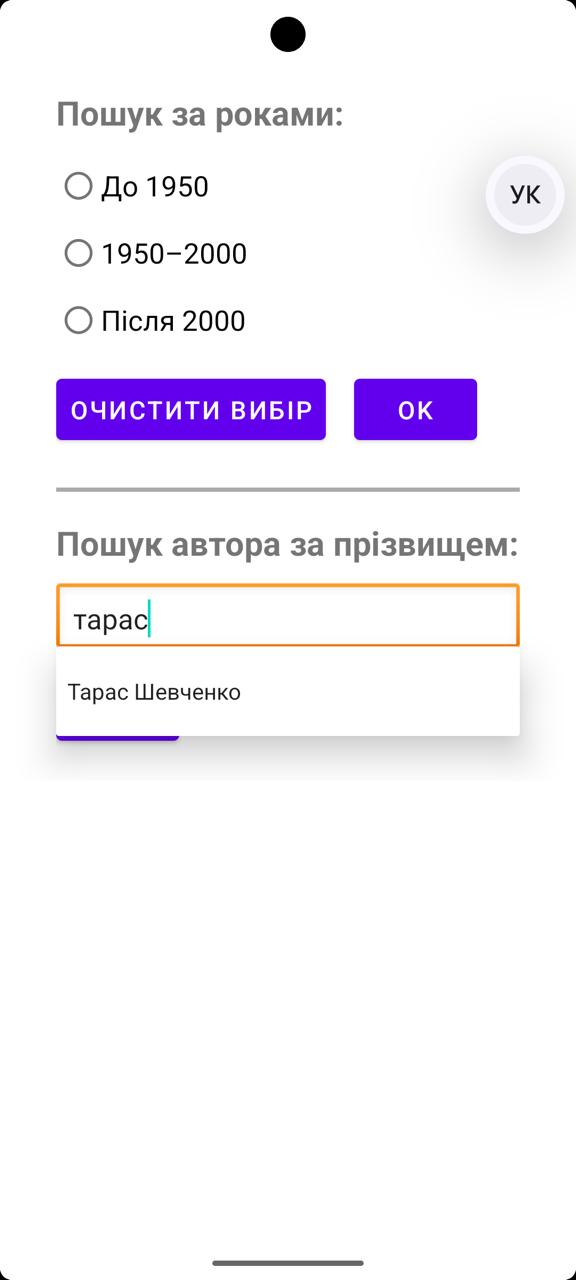 Пошук за роками:
До 1950
УК
1950–2000
Після 2000
ОЧИСТИТИ ВИБІР
ОК
Пошук автора за прізвищем:
тарас
Тарас Шевченко